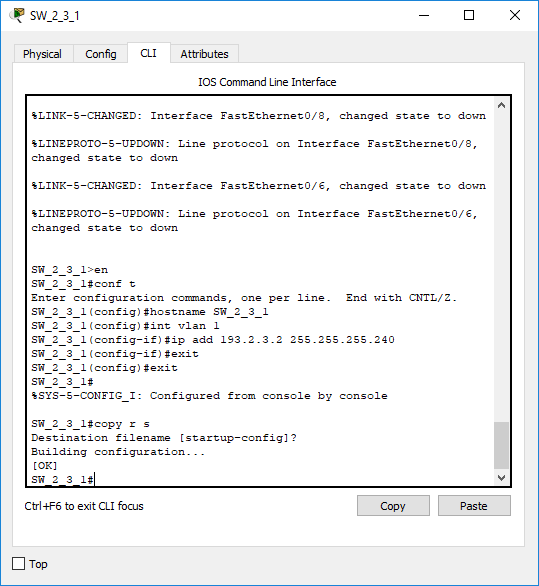 SW_2_3_1
Physical Config CLI Attributes
IOS Command Line Interface
%LINK-5-CHANGED: Interface FastEthernet0/8, changed state to down
%LINEPROTO-5-UPDOWN: Line protocol on Interface FastEthernet0/8,
changed state to down
%LINK-5-CHANGED: Interface FastEthernet0/6, changed state to down
%LINEPROTO-5-UPDOWN: Line protocol on Interface FastEthernet0/6,
changed state to down
SW_2_3_1>en
SW_2_3_1#conf t
Enter configuration commands, one per line.  End with CNTL/Z.
SW_2_3_1(config)#hostname SW_2_3_1
SW_2_3_1(config)#int vlan 1
SW_2_3_1(config-if)#ip add 193.2.3.2 255.255.255.240
SW_2_3_1(config-if)#exit
SW_2_3_1(config)#exit
SW_2_3_1#
%SYS-5-CONFIG_I: Configured from console by console
SW_2_3_1#copy r s
Destination filename [startup-config]?
Building configuration...
[OK]
SW_2_3_1#
Ctrl+F6 to exit CLI focus
Copy Paste
Top